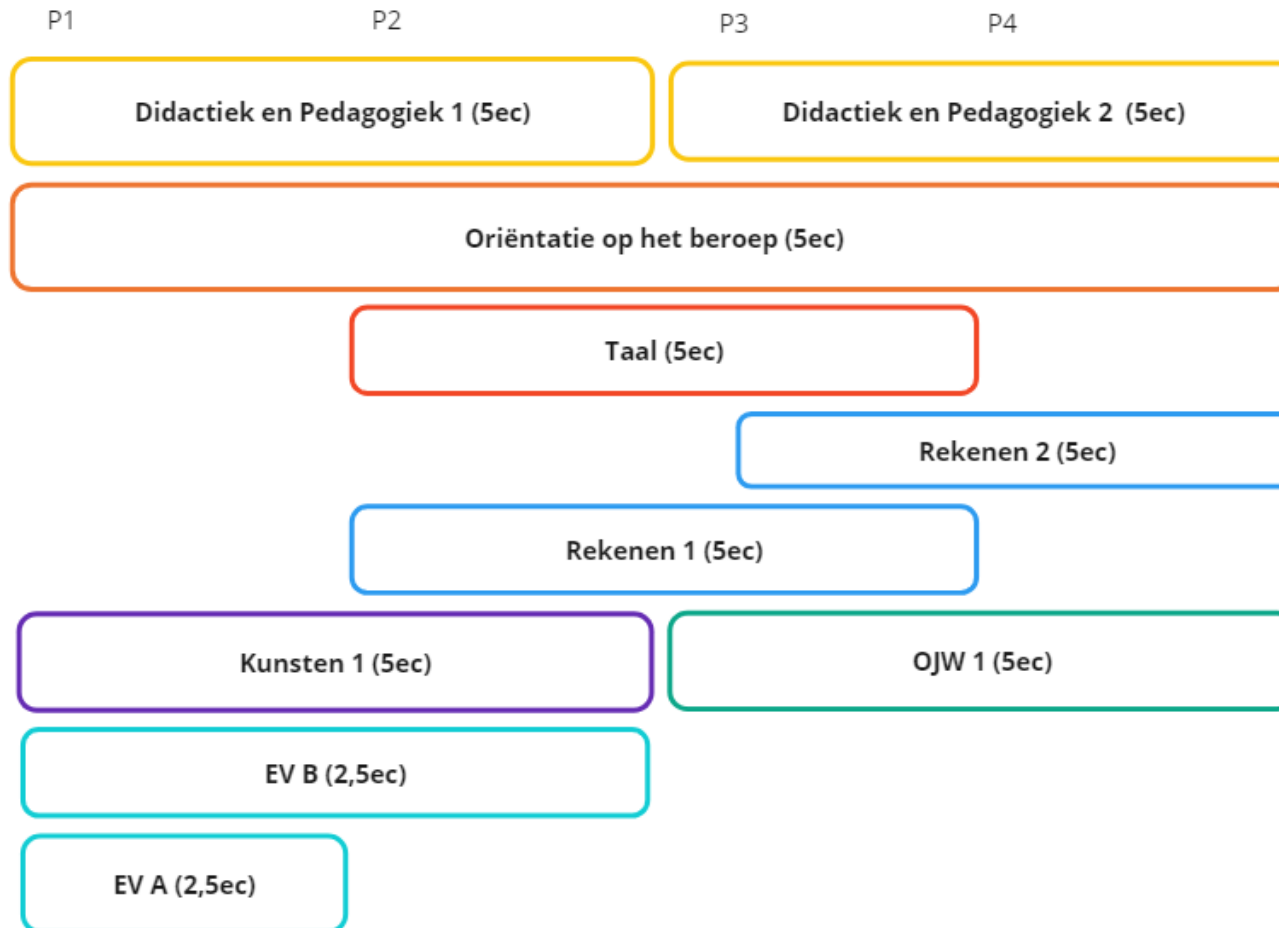 P1 P2 P3 P4
Didactiek en Pedagogiek 1 (5ec) Didactiek en Pedagogiek 2 (5ec)
Oriëntatie op het beroep (5ec)
Taal (5ec)
Rekenen 2 (5ec)
Rekenen 1 (5ec)
Kunsten 1 (5ec) OJW 1 (5ec)
EV B (2,5ec)
EV A (2,5ec)